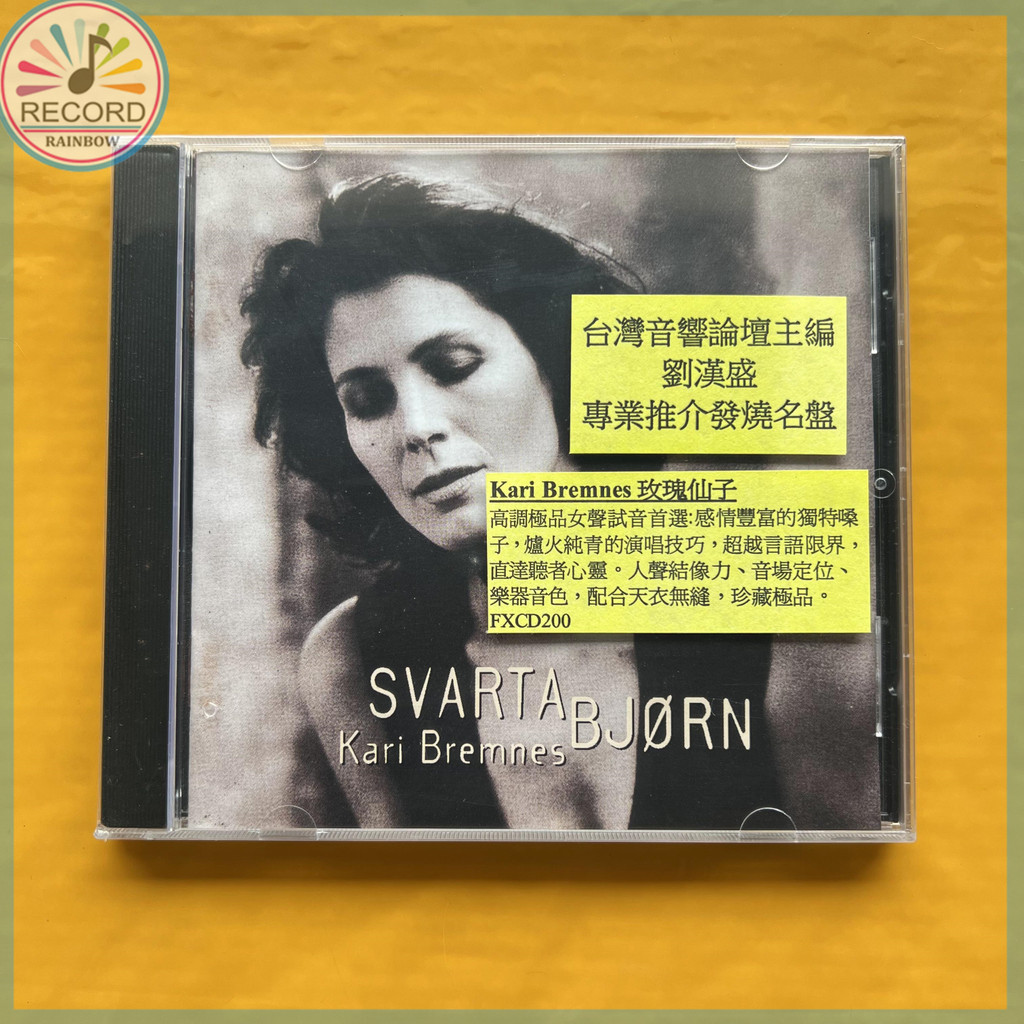 RECORD
RAINBOW
台灣音響論壇主編
劉漢盛
專業推介發燒名盤
Kari Bremnes 玫瑰仙子
高調極品女聲試音首選:感情豐富的獨特嗓
子，爐火純青的演唱技巧，超越言語限界，
直達聽者心靈。人聲結像力、音場定位、
樂器音色，配合天衣無縫，珍藏極品。
FXCD200
SVARTA
BJØRN
Kari Bremnes